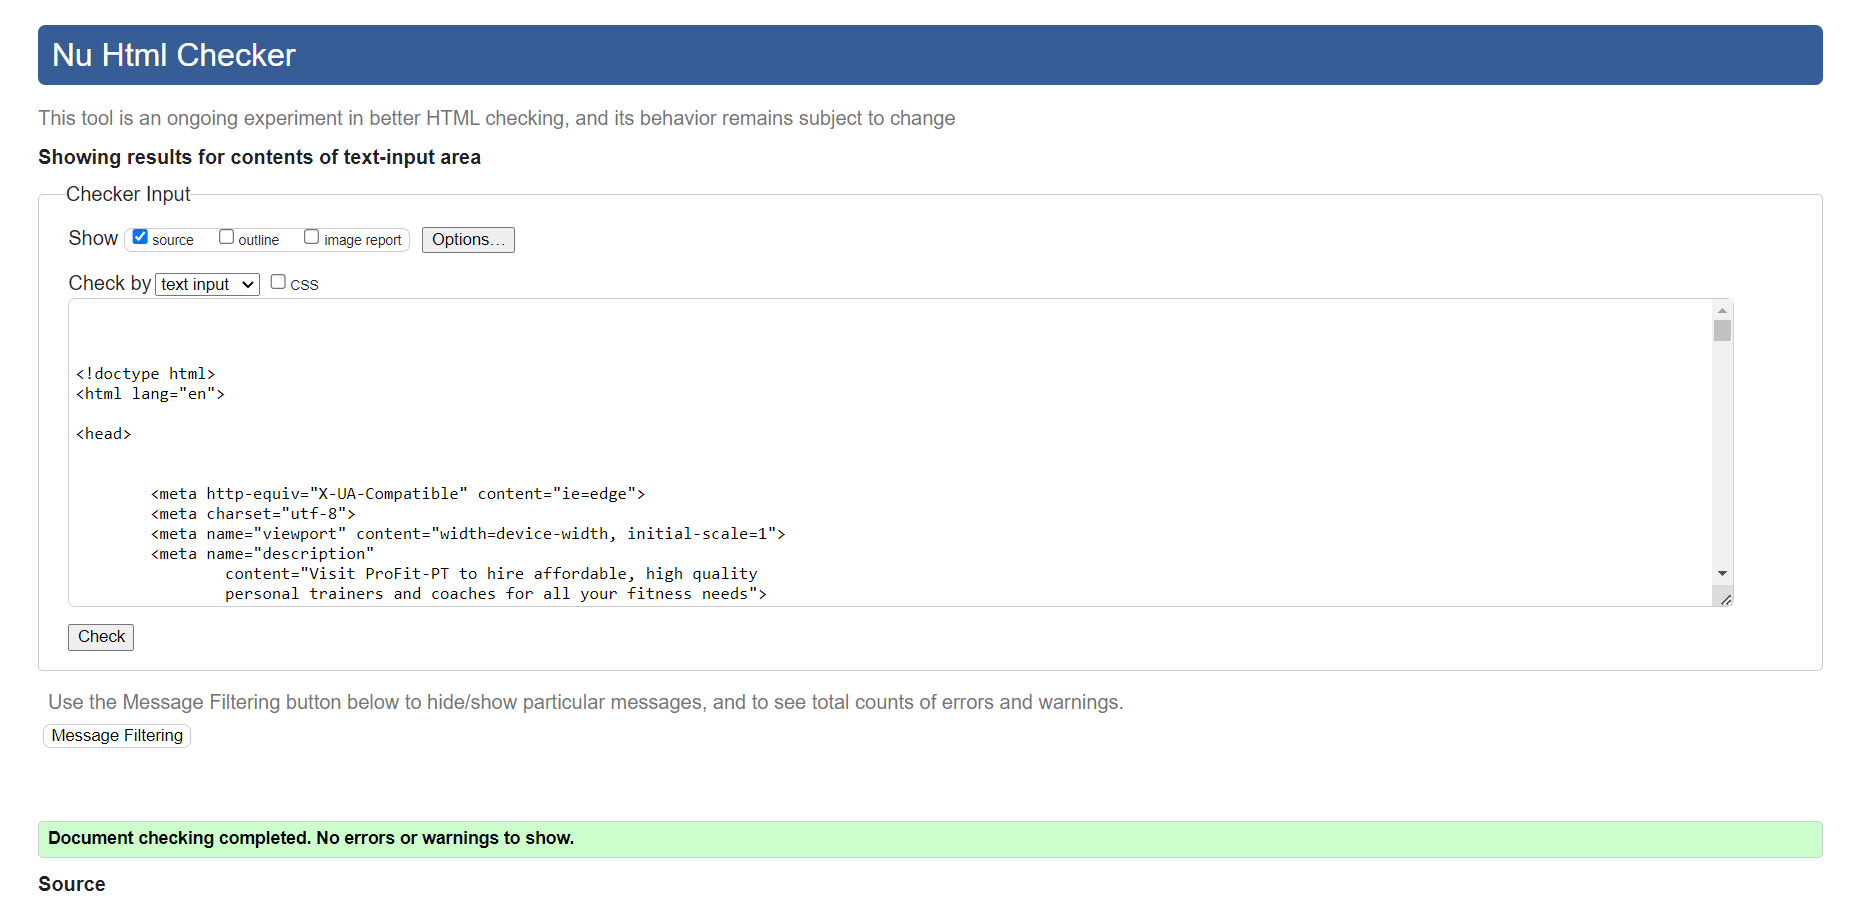 Nu Html Checker
This tool is an ongoing experiment in better HTML checking, and its behavior remains subject to change
Showing results for contents of text-input area
Checker Input
Show source outline image report Options...
Check by text input CSS
<!doctype html>
<html lang="en">
<head>
<meta http-equiv="X-UA-Compatible" content="ie=edge">
<meta charset="utf-8">
<meta name="viewport" content="width=device-width, initial-scale=1">
<meta name="description"
content="Visit ProFit-PT to hire affordable, high quality
personal trainers and coaches for all your fitness needs">
Check
Use the Message Filtering button below to hide/show particular messages, and to see total counts of errors and warnings.
Message Filtering
Document checking completed. No errors or warnings to show.
Source